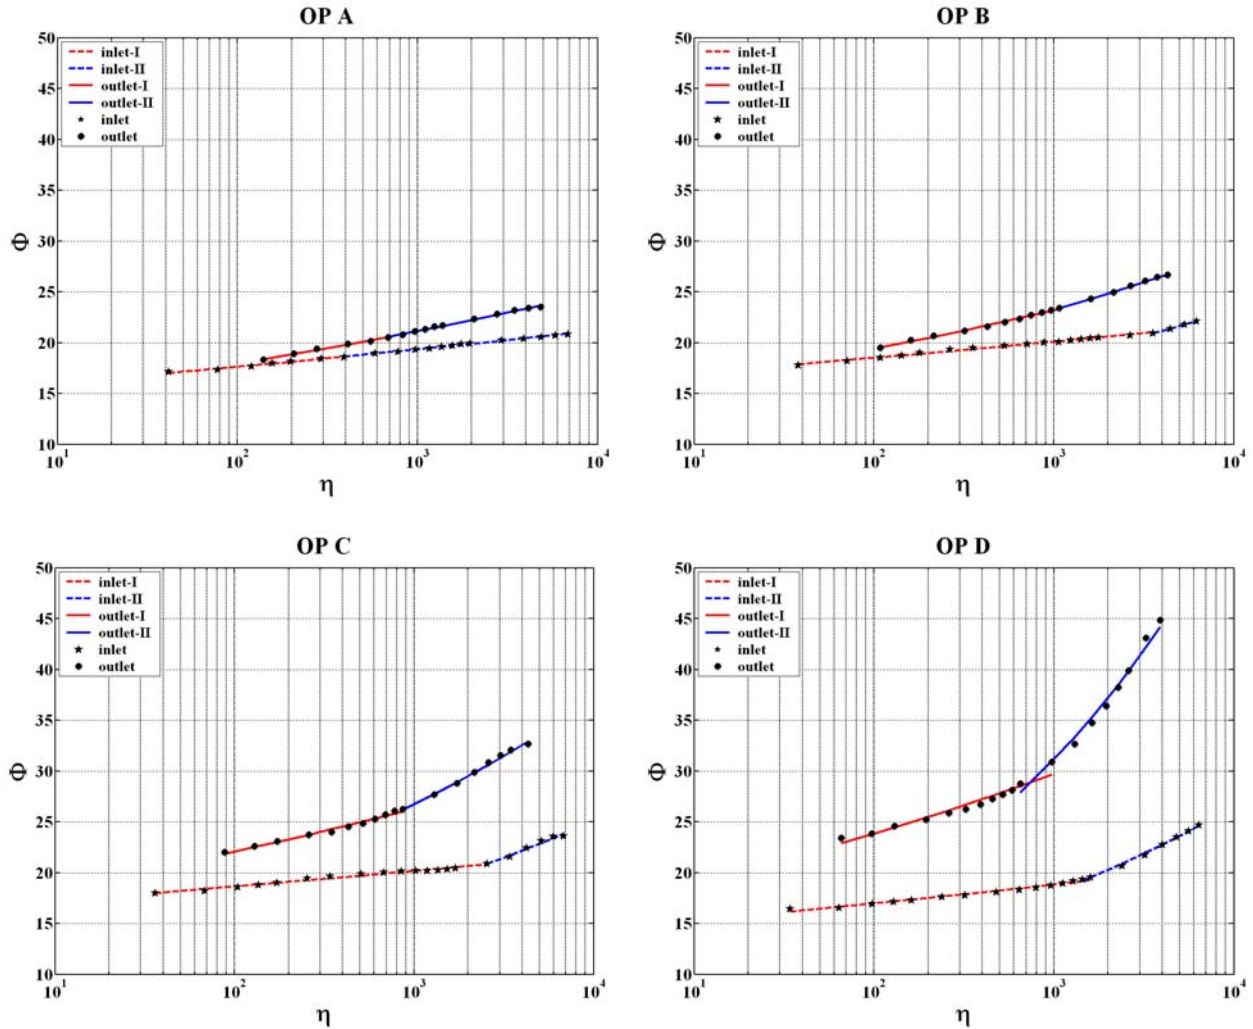 OP A
50
45
40
35
30
25
20
15
10
Φ
inlet-I
inlet-II
outlet-I
outlet-II
inlet
outlet
10¹ 10² 10³ 10⁴
η
OP B
50
45
40
35
30
25
20
15
10
Φ
inlet-I
inlet-II
outlet-I
outlet-II
inlet
outlet
10¹ 10² 10³ 10⁴
η
OP C
50
45
40
35
30
25
20
15
10
Φ
inlet-I
inlet-II
outlet-I
outlet-II
inlet
outlet
10¹ 10² 10³ 10⁴
η
OP D
50
45
40
35
30
25
20
15
10
Φ
inlet-I
inlet-II
outlet-I
outlet-II
inlet
outlet
10¹ 10² 10³ 10⁴
η